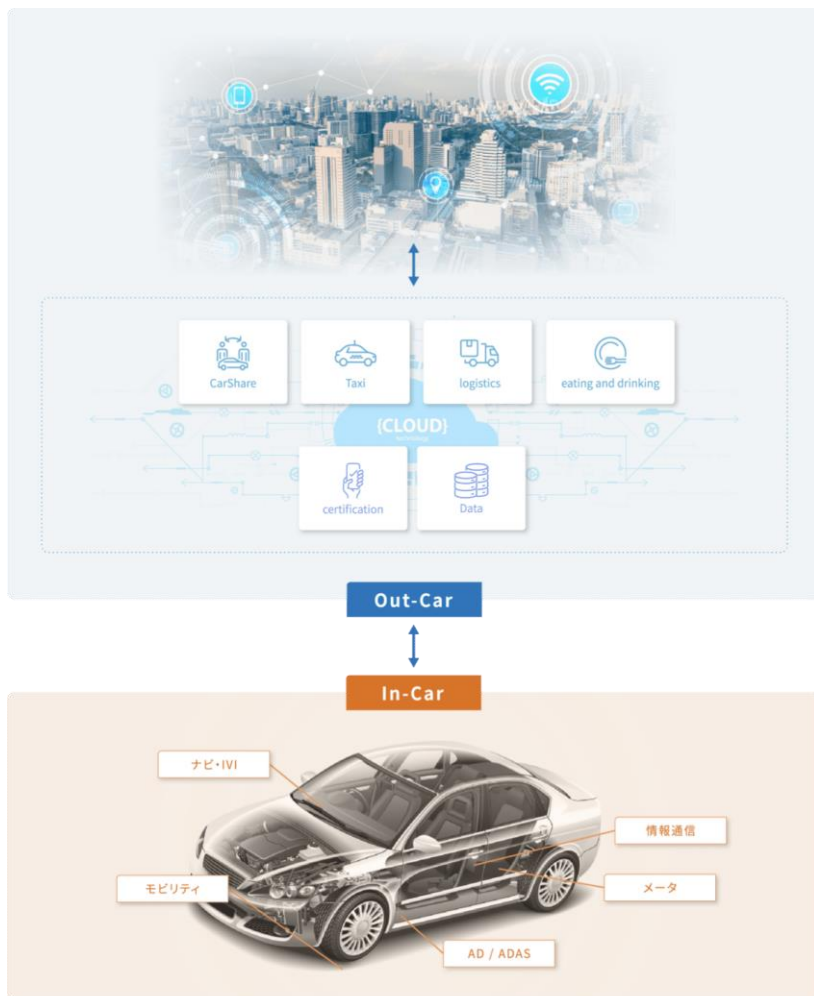 CarShare
Taxi
logistics
eating and drinking
{CLOUD}
technology
certification
Data
Out-Car
In-Car
ナビ・IVI
情報通信
モビリティ
メータ
AD / ADAS